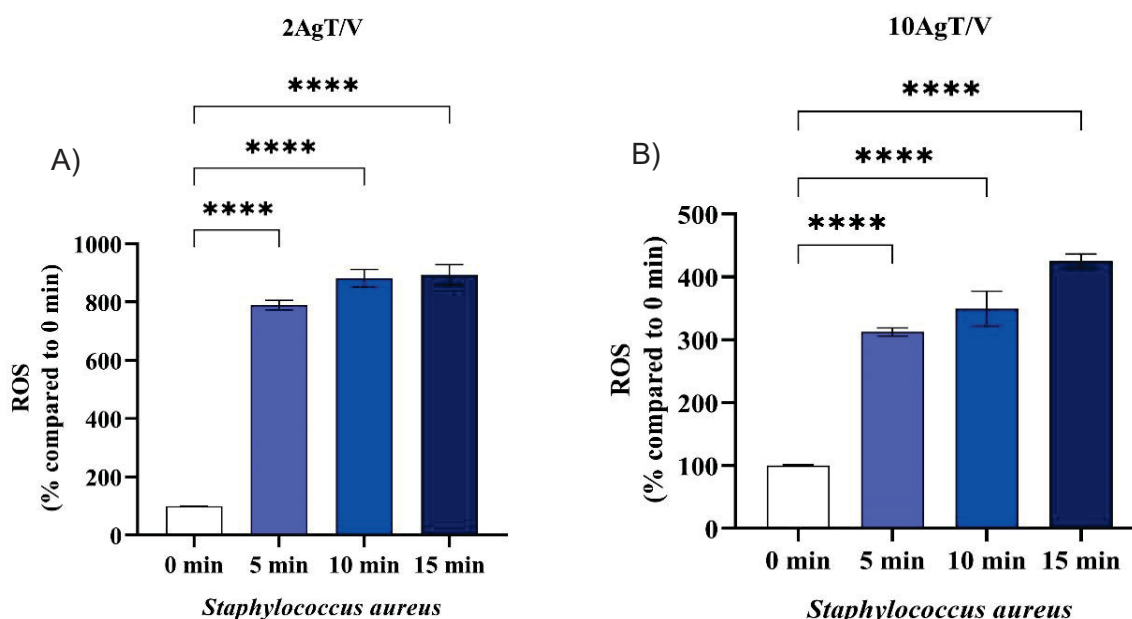 2AgT/V
****
****
****
A)
1000
800
600
400
200
0
ROS
(% compared to 0 min)
0 min 5 min 10 min 15 min
Staphylococcus aureus
10AgT/V
****
****
****
B)
500
400
300
200
100
0
ROS
(% compared to 0 min)
0 min 5 min 10 min 15 min
Staphylococcus aureus